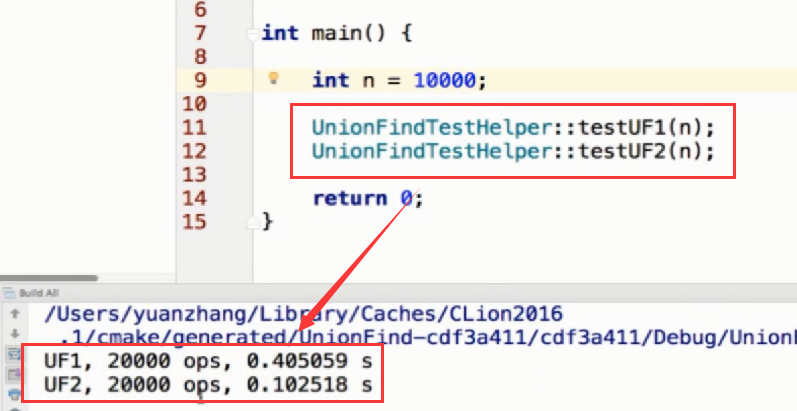 6
7 int main() {
8
9 int n = 10000;
10
11 UnionFindTestHelper::testUF1(n);
12 UnionFindTestHelper::testUF2(n);
13
14 return 0;
15 }
Build All
/Users/yuanzhang/Library/Caches/CLion2016
.1/cmake/generated/UnionFind-cdf3a411/cdf3a411/Debug/Union
UF1, 20000 ops, 0.405059 s
UF2, 20000 ops, 0.102518 s